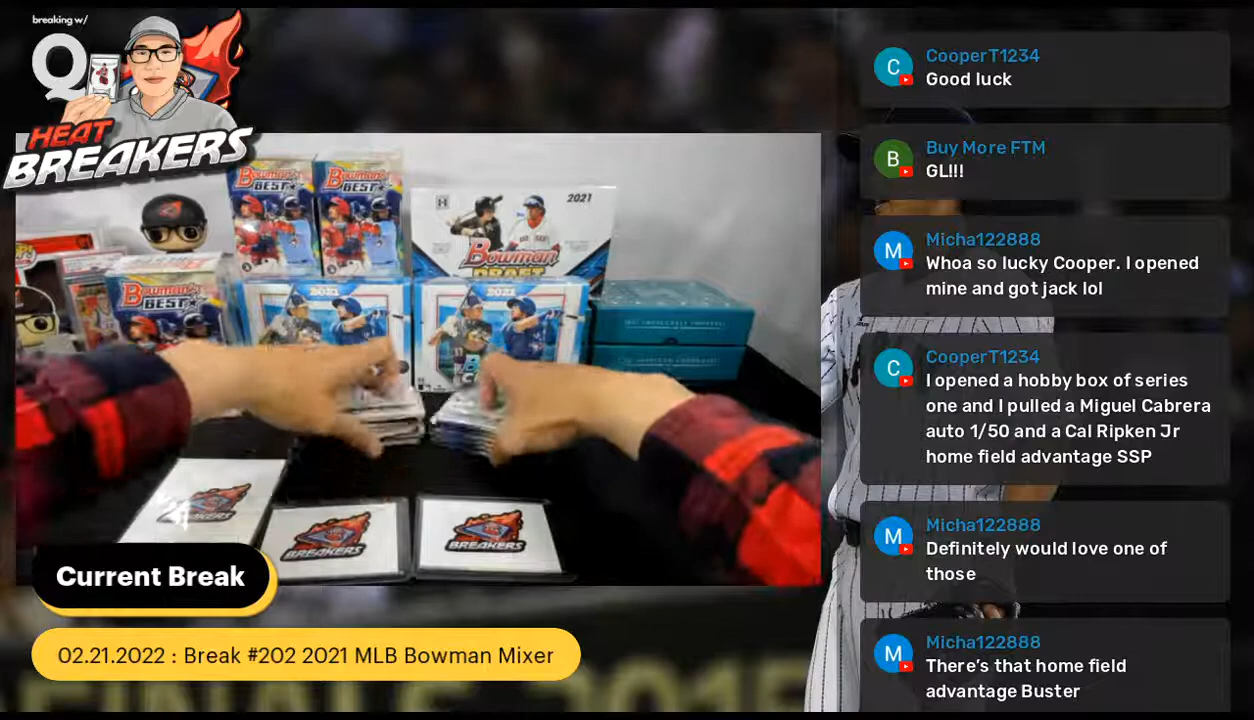 breaking w/
Q
HEAT
BREAKERS
Bowman's
BEST
Bowman's
BEST
2021
Bowman
DRAFT
Bowman's
BEST
2021
2021
BREAKERS
BREAKERS
BREAKERS
Current Break
02.21.2022 : Break #202 2021 MLB Bowman Mixer
C
CooperT1234
Good luck
B
Buy More FTM
GL!!!
M
Micha122888
Whoa so lucky Cooper. I opened
mine and got jack lol
C
CooperT1234
I opened a hobby box of series
one and I pulled a Miguel Cabrera
auto 1/50 and a Cal Ripken Jr
home field advantage SSP
M
Micha122888
Definitely would love one of
those
M
Micha122888
There's that home field
advantage Buster